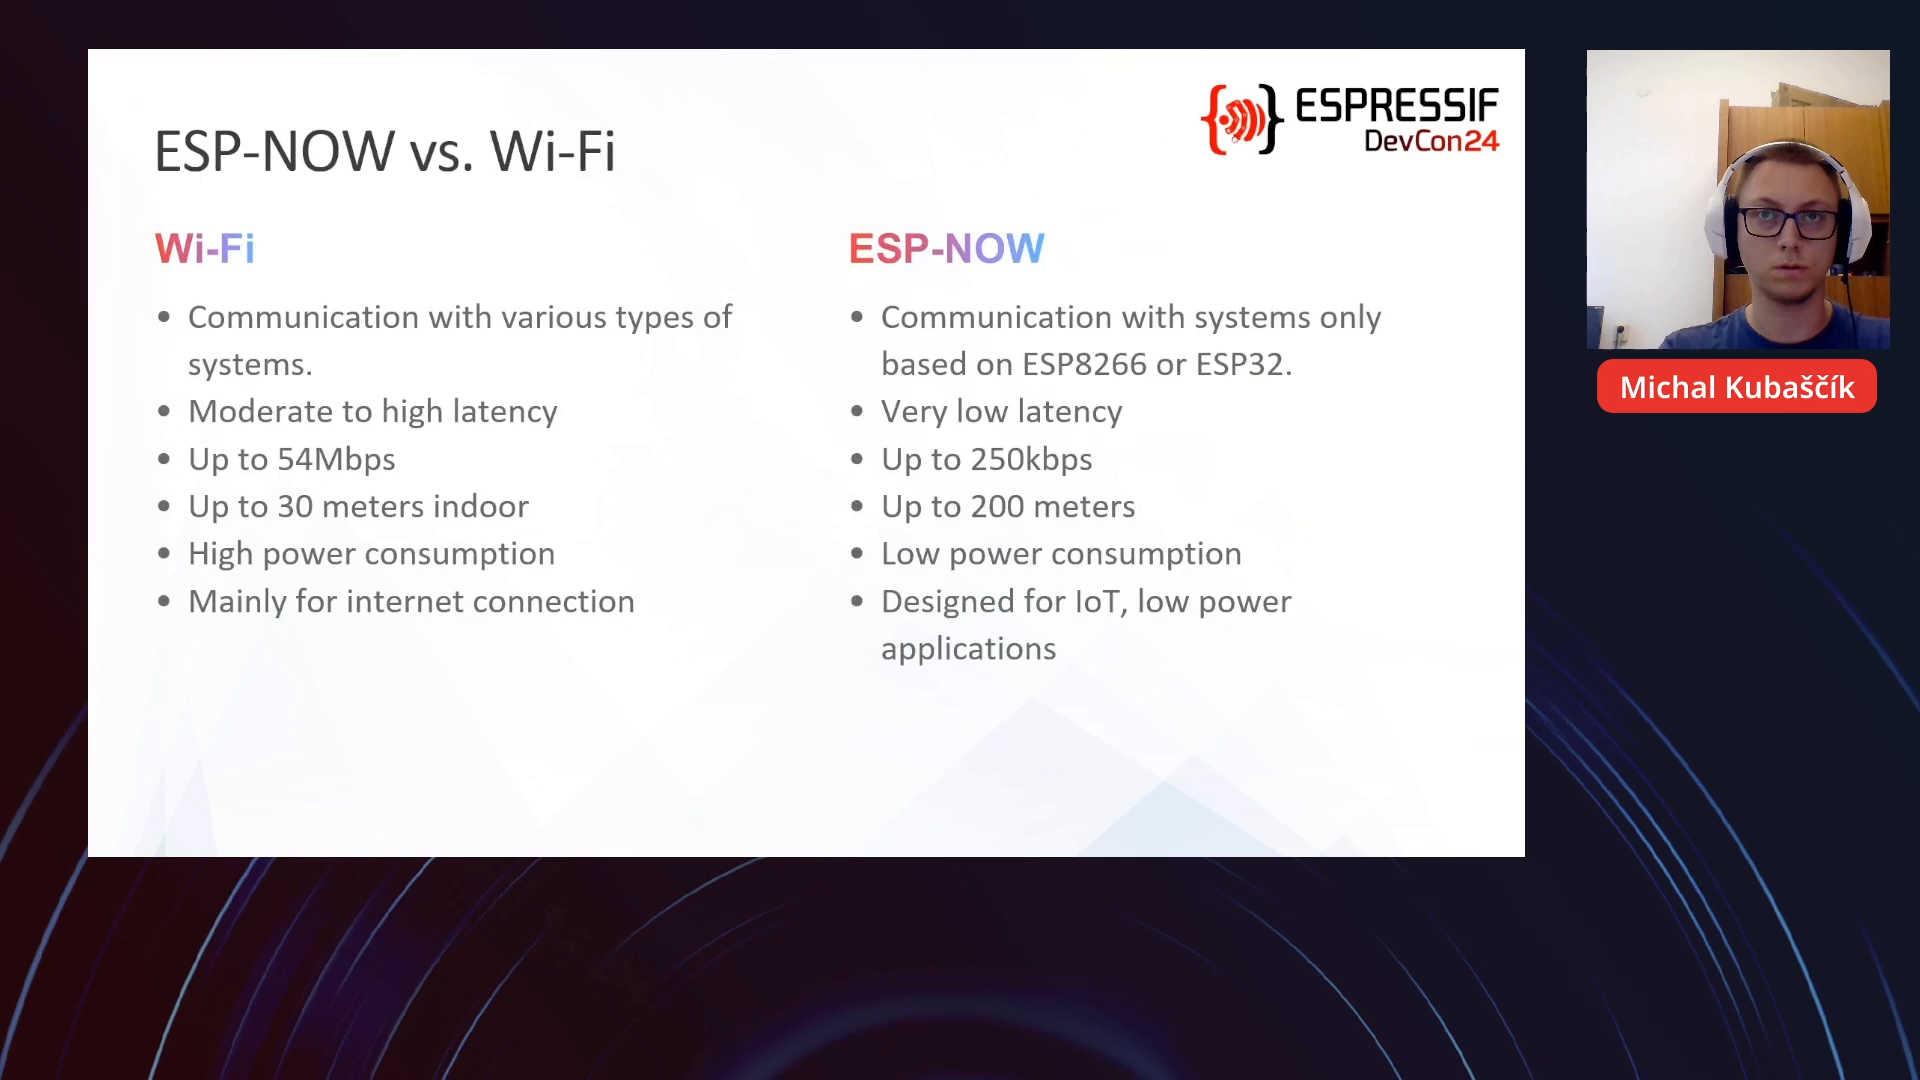 ESP-NOW vs. Wi-Fi
ESPRESSIF
DevCon24
Wi-Fi
• Communication with various types of
systems.
• Moderate to high latency
• Up to 54Mbps
• Up to 30 meters indoor
• High power consumption
• Mainly for internet connection
ESP-NOW
• Communication with systems only
based on ESP8266 or ESP32.
• Very low latency
• Up to 250kbps
• Up to 200 meters
• Low power consumption
• Designed for IoT, low power
applications
Michal Kubaščík